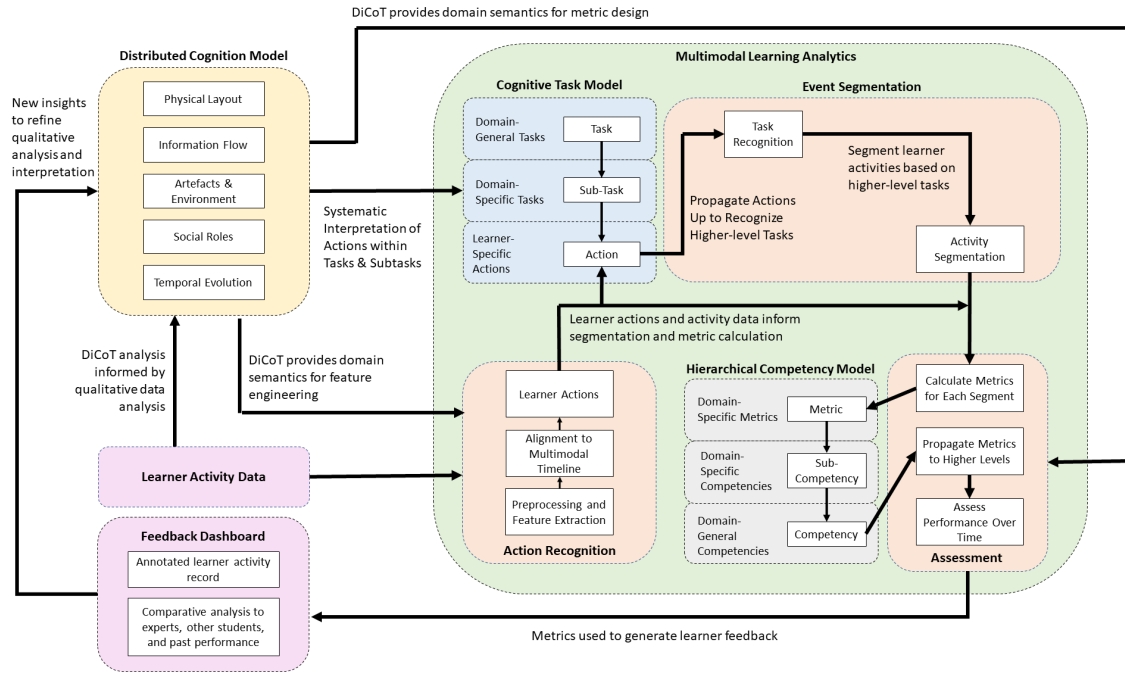 DiCoT provides domain semantics for metric design
Distributed Cognition Model
Physical Layout
Information Flow
Artefacts &
Environment
Social Roles
Temporal Evolution
New insights
to refine
qualitative
analysis and
interpretation
Systematic
Interpretation of
Actions within
Tasks & Subtasks
DiCoT analysis
informed by
qualitative data
analysis
DiCoT provides domain
semantics for feature
engineering
Learner Activity Data
Feedback Dashboard
Annotated learner activity
record
Comparative analysis to
experts, other students,
and past performance
Multimodal Learning Analytics
Cognitive Task Model
Domain-
General Tasks
Task
Domain-
Specific Tasks
Sub-Task
Learner-
Specific
Actions
Action
Event Segmentation
Task
Recognition
Segment learner
activities based on
higher-level tasks
Propagate Actions
Up to Recognize
Higher-level Tasks
Activity
Segmentation
Learner actions and activity data inform
segmentation and metric calculation
Learner Actions
Alignment to
Multimodal
Timeline
Preprocessing and
Feature Extraction
Action Recognition
Hierarchical Competency Model
Domain-
Specific Metrics
Metric
Domain-
Specific
Competencies
Sub-
Competency
Domain-
General
Competencies
Competency
Calculate Metrics
for Each Segment
Propagate Metrics
to Higher Levels
Assess
Performance Over
Time
Assessment
Metrics used to generate learner feedback